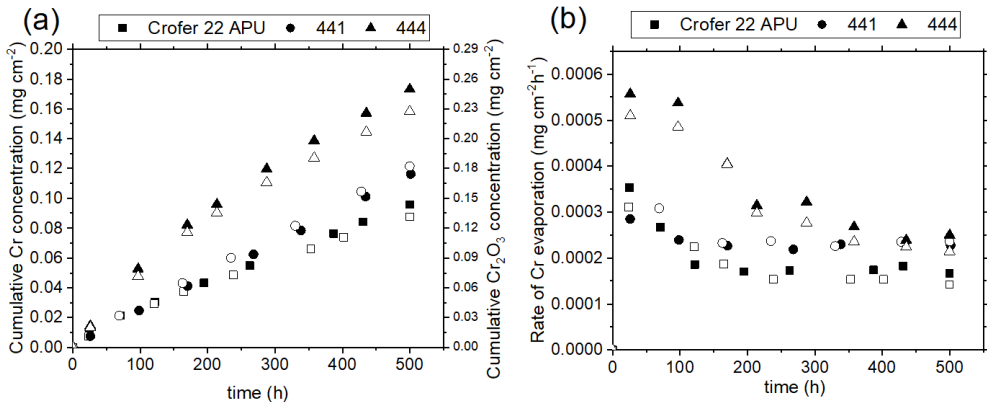 (a)
Crofer 22 APU 441 444
Cumulative Cr concentration (mg cm⁻²)
0.20
0.18
0.16
0.14
0.12
0.10
0.08
0.06
0.04
0.02
0.00
0 100 200 300 400 500
time (h)
0.29
0.26
0.23
0.20
0.18
0.15
0.12
0.09
0.06
0.03
0.00
Cumulative Cr₂O₃ concentration (mg cm⁻²)
(b)
Crofer 22 APU 441 444
Rate of Cr evaporation (mg cm⁻²h⁻¹)
0.0006
0.0005
0.0004
0.0003
0.0002
0.0001
0.0000
0 100 200 300 400 500
time (h)